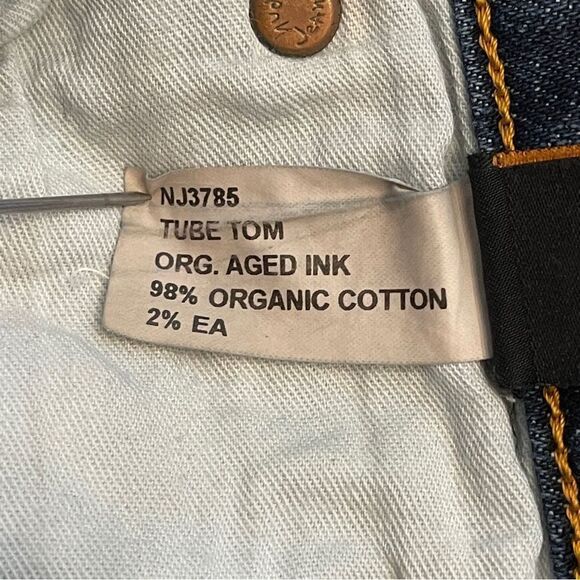 NJ3785
TUBE TOM
ORG. AGED INK
98% ORGANIC COTTON
2% EA